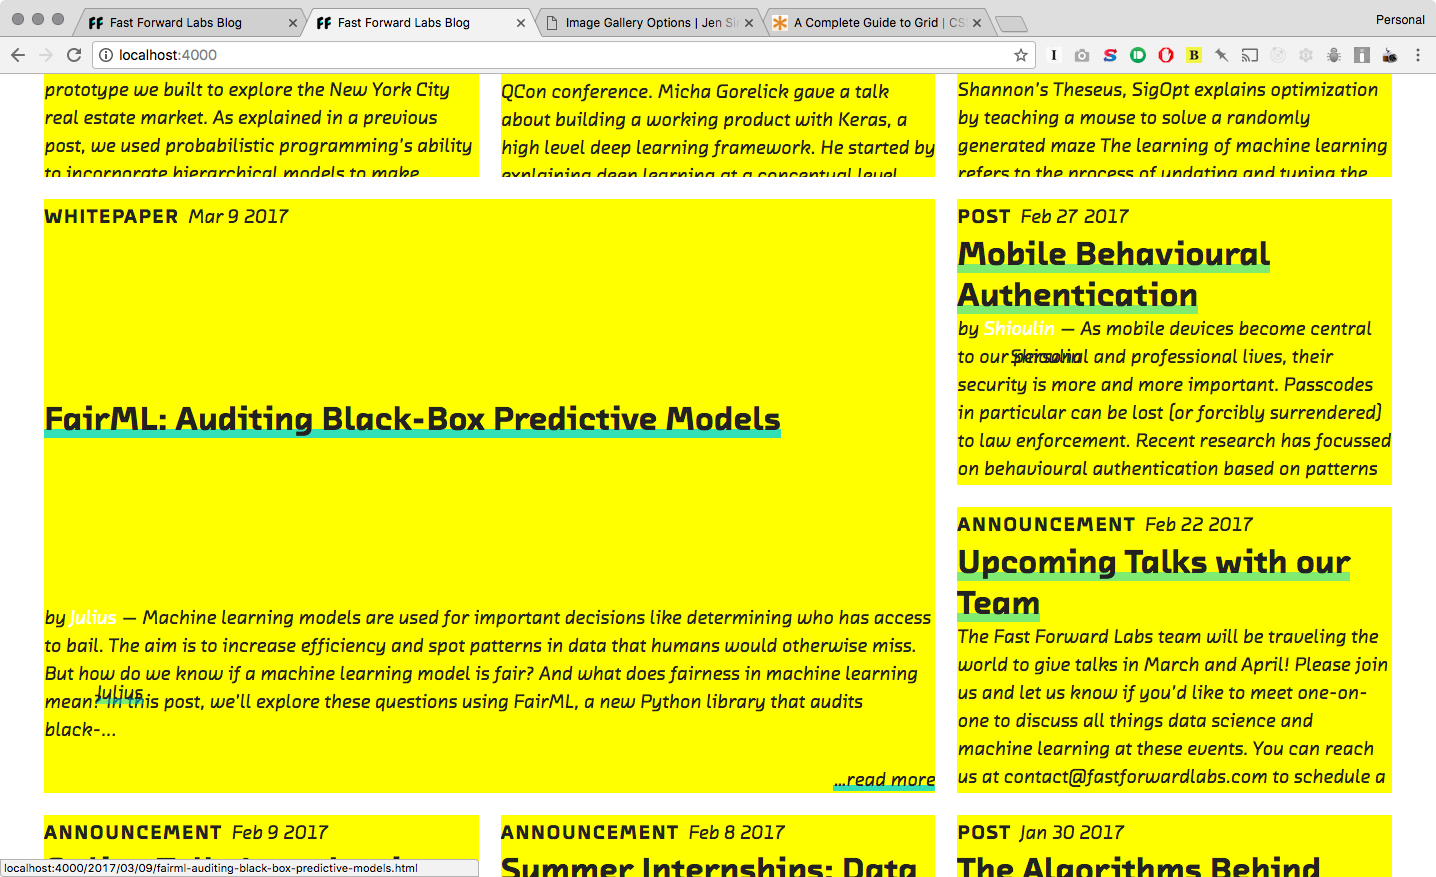 Fast Forward Labs Blog
Fast Forward Labs Blog
Image Gallery Options | Jen Si
A Complete Guide to Grid | CS
Personal
localhost:4000
prototype we built to explore the New York City
real estate market. As explained in a previous
post, we used probabilistic programming's ability
to incorporate hierarchical models to make
QCon conference. Micha Gorelick gave a talk
about building a working product with Keras, a
high level deep learning framework. He started by
explaining deep learning at a conceptual level
Shannon's Theseus, SigOpt explains optimization
by teaching a mouse to solve a randomly
generated maze The learning of machine learning
refers to the process of updating and tuning the
WHITEPAPER Mar 9 2017
FairML: Auditing Black-Box Predictive Models
by Julius — Machine learning models are used for important decisions like determining who has access
to bail. The aim is to increase efficiency and spot patterns in data that humans would otherwise miss.
But how do we know if a machine learning model is fair? And what does fairness in machine learning
Julius
mean? In this post, we'll explore these questions using FairML, a new Python library that audits
black-...
...read more
POST Feb 27 2017
Mobile Behavioural
Authentication
by Shioulin — As mobile devices become central
to our personal and professional lives, their
Shioulin
security is more and more important. Passcodes
in particular can be lost (or forcibly surrendered)
to law enforcement. Recent research has focussed
on behavioural authentication based on patterns
ANNOUNCEMENT Feb 22 2017
Upcoming Talks with our
Team
The Fast Forward Labs team will be traveling the
world to give talks in March and April! Please join
us and let us know if you'd like to meet one-on-
one to discuss all things data science and
machine learning at these events. You can reach
us at contact@fastforwardlabs.com to schedule a
ANNOUNCEMENT Feb 9 2017
ANNOUNCEMENT Feb 8 2017
Summer Internships: Data
POST Jan 30 2017
The Algorithms Behind
localhost:4000/2017/03/09/fairml-auditing-black-box-predictive-models.html